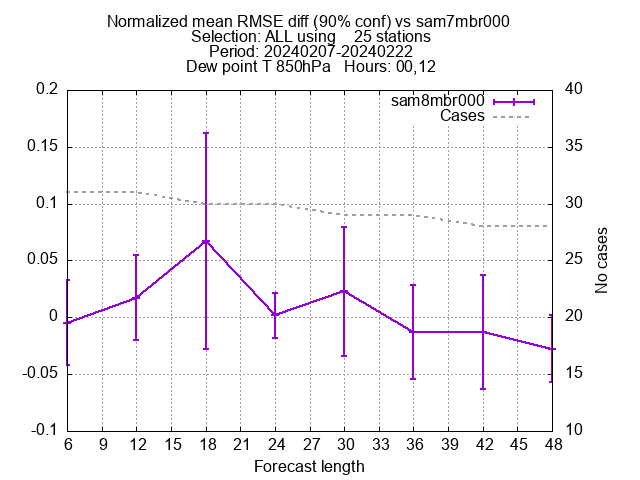 Normalized mean RMSE diff (90% conf) vs sam7mbr000
Selection: ALL using    25 stations
Period: 20240207-20240222
Dew point T 850hPa   Hours: 00,12
sam8mbr000
Cases
0.2
0.15
0.1
0.05
0
-0.05
-0.1
40
35
30
25
20
15
10
No cases
6 12 15 18 21 24 27 30 33 36 39 42 45 48
Forecast length